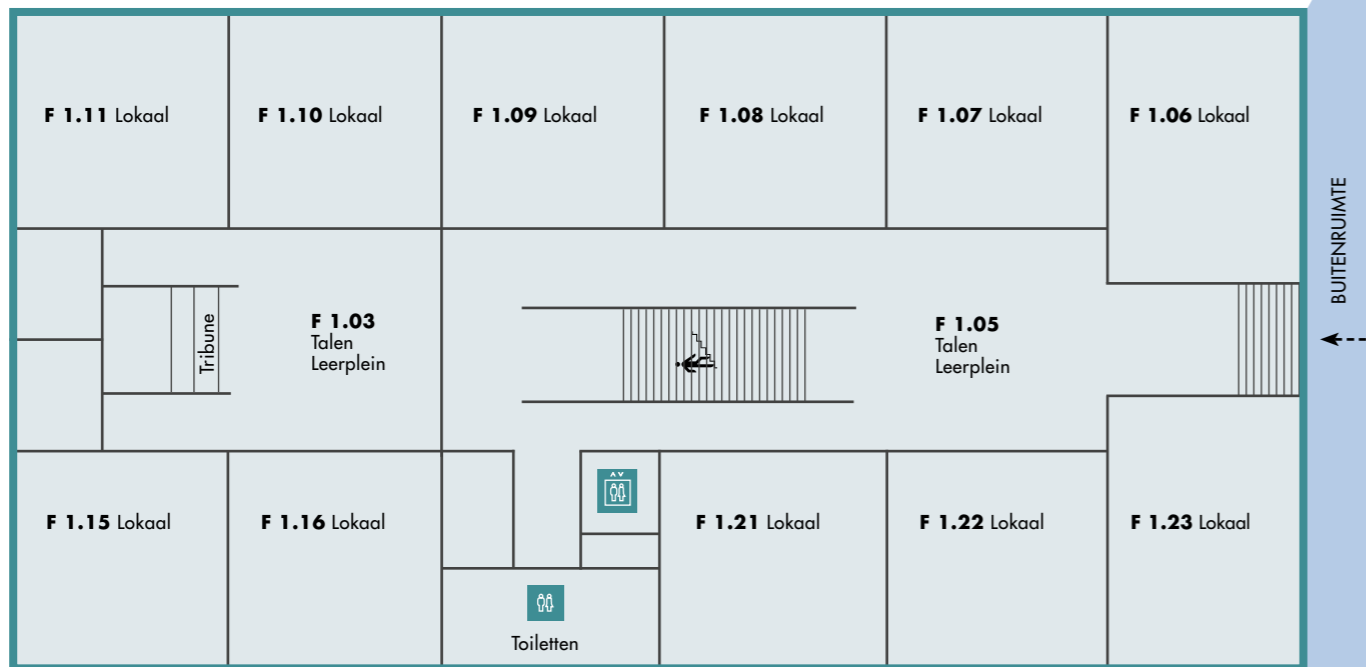 F 1.11 Lokaal
F 1.10 Lokaal
F 1.09 Lokaal
F 1.08 Lokaal
F 1.07 Lokaal
F 1.06 Lokaal
BUITENRUIMTE
Tribune
F 1.03
Talen
Leerplein
F 1.05
Talen
Leerplein
F 1.15 Lokaal
F 1.16 Lokaal
F 1.21 Lokaal
F 1.22 Lokaal
F 1.23 Lokaal
Toiletten